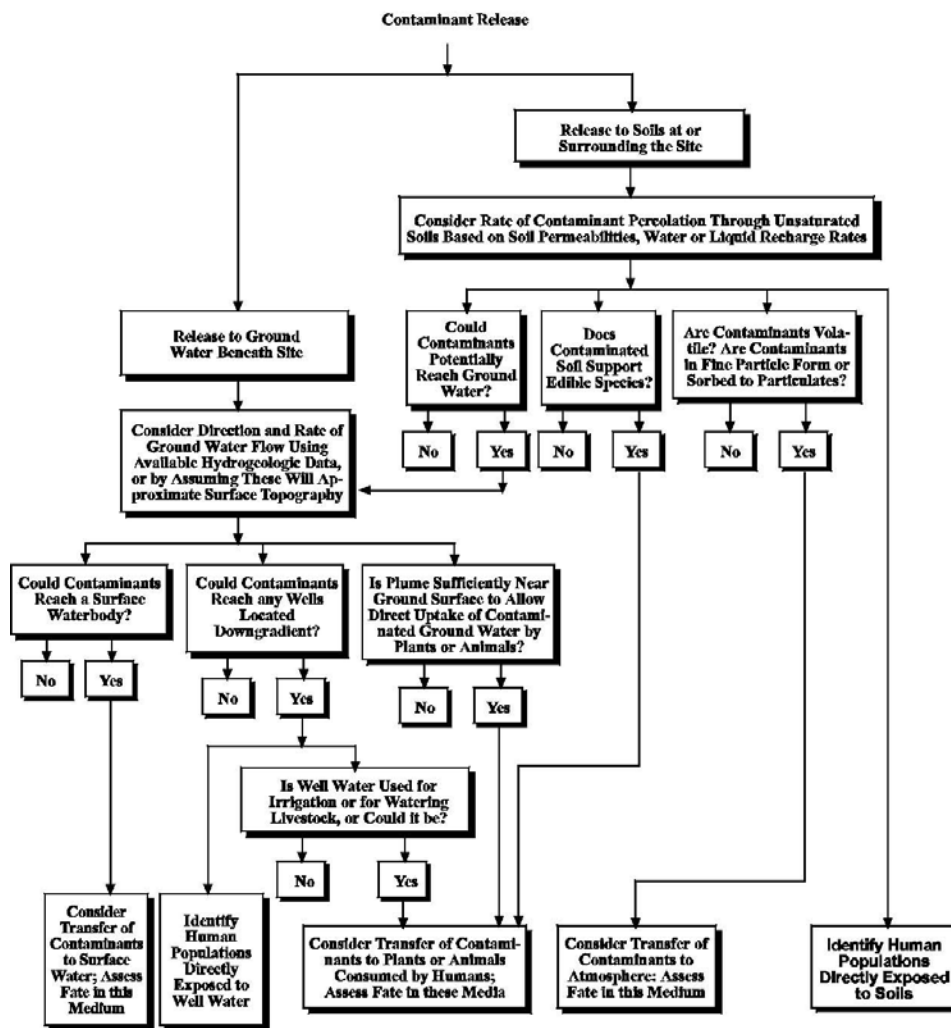 Contaminant Release
Release to Soils at or
Surrounding the Site
Consider Rate of Contaminant Percolation Through Unsaturated
Soils Based on Soil Permeabilities, Water or Liquid Recharge Rates
Release to Ground
Water Beneath Site
Could
Contaminants
Potentially
Reach Ground
Water?
Does
Contaminated
Soil Support
Edible Species?
Are Contaminants Vola-
tile? Are Contaminants
in Fine Particle Form or
Sorbed to Particulates?
No
Yes
No
Yes
No
Yes
Consider Direction and Rate of
Ground Water Flow Using
Available Hydrogeologic Data,
or by Assuming These Will Ap-
proximate Surface Topography
Could Contaminants
Reach a Surface
Waterbody?
Could Contaminants
Reach any Wells
Located
Downgradient?
Is Plume Sufficiently Near
Ground Surface to Allow
Direct Uptake of Contami-
nated Ground Water by
Plants or Animals?
No
Yes
No
Yes
No
Yes
Is Well Water Used for
Irrigation or for Watering
Livestock, or Could it be?
No
Yes
Consider
Transfer of
Contaminants
to Surface
Water; Assess
Fate in this
Medium
Identify
Human
Populations
Directly
Exposed to
Well Water
Consider Transfer of Contami-
nants to Plants or Animals
Consumed by Humans;
Assess Fate in these Media
Consider Transfer of
Contaminants to
Atmosphere; Assess
Fate in this Medium
Identify Human
Populations
Directly Exposed
to Soils